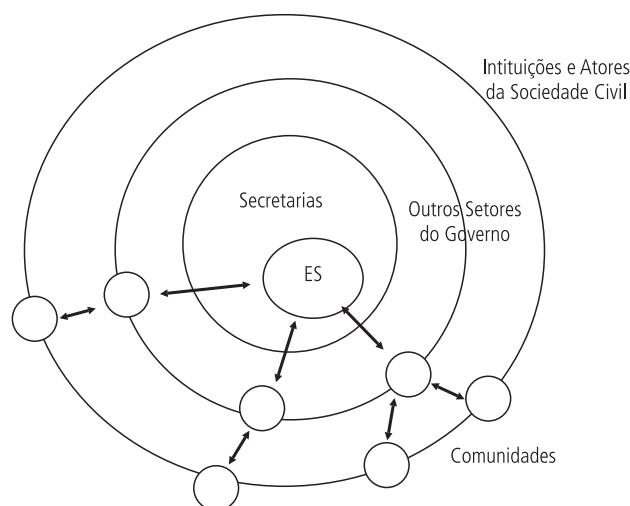 Intituições e Atores
da Sociedade Civil
Secretarias
Outros Setores
do Governo
ES
Comunidades